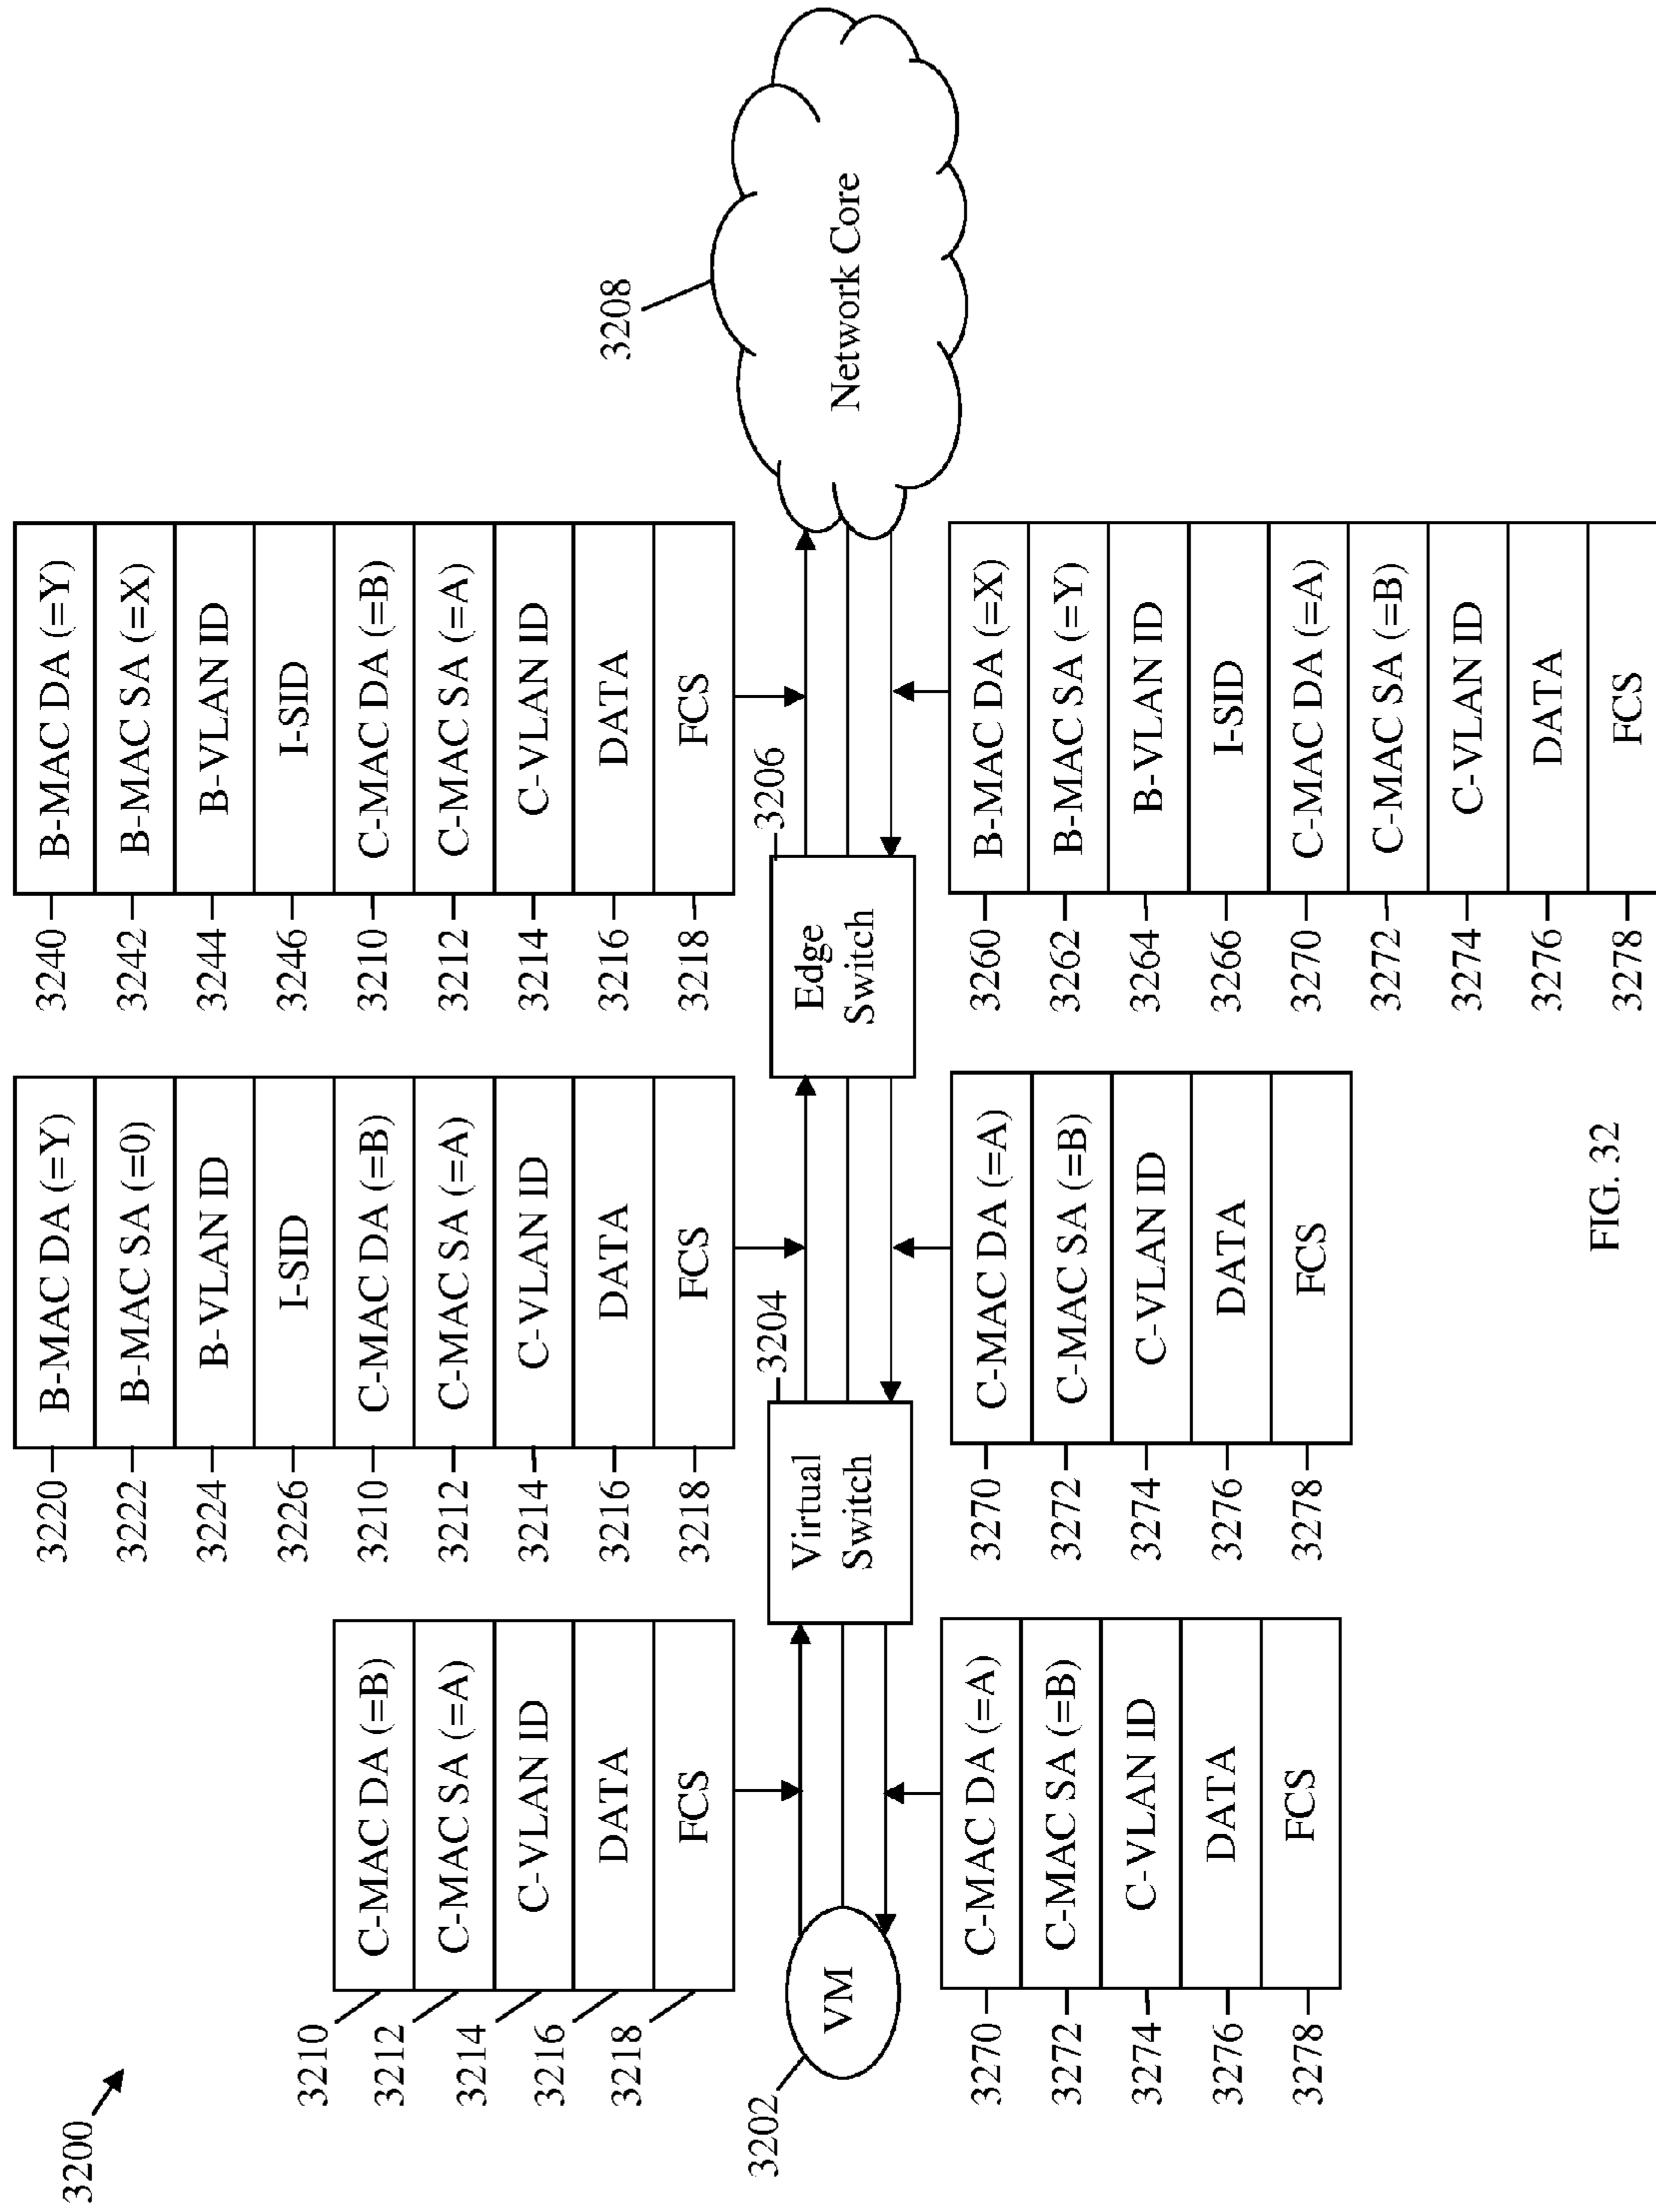 3200
3210
C-MAC DA (=B)
3212
C-MAC SA (=A)
3214
C-VLAN ID
3216
DATA
3218
FCS
3220
B-MAC DA (=Y)
3222
B-MAC SA (=0)
3224
B-VLAN ID
3226
I-SID
3210
C-MAC DA (=B)
3212
C-MAC SA (=A)
3214
C-VLAN ID
3216
DATA
3218
FCS
3240
B-MAC DA (=Y)
3242
B-MAC SA (=X)
3244
B-VLAN ID
3246
I-SID
3210
C-MAC DA (=B)
3212
C-MAC SA (=A)
3214
C-VLAN ID
3216
DATA
3218
FCS
3202
VM
3204
Virtual
Switch
3206
Edge
Switch
3208
Network Core
3270
C-MAC DA (=A)
3272
C-MAC SA (=B)
3274
C-VLAN ID
3276
DATA
3278
FCS
3270
C-MAC DA (=A)
3272
C-MAC SA (=B)
3274
C-VLAN ID
3276
DATA
3278
FCS
3260
B-MAC DA (=X)
3262
B-MAC SA (=Y)
3264
B-VLAN ID
3266
I-SID
3270
C-MAC DA (=A)
3272
C-MAC SA (=B)
3274
C-VLAN ID
3276
DATA
3278
FCS
FIG. 32